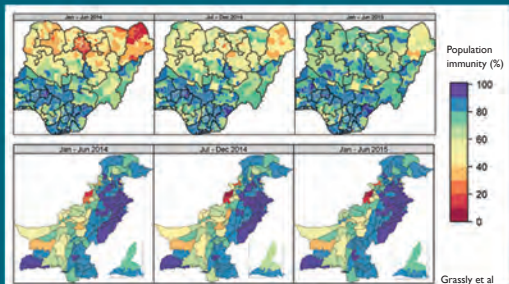 Jan - Jun 2014
Jul - Dec 2014
Jan - Jun 2015
Population
immunity (%)
100
80
60
40
20
0
Jan - Jun 2014
Jul - Dec 2014
Jan - Jun 2015
Grassly et al